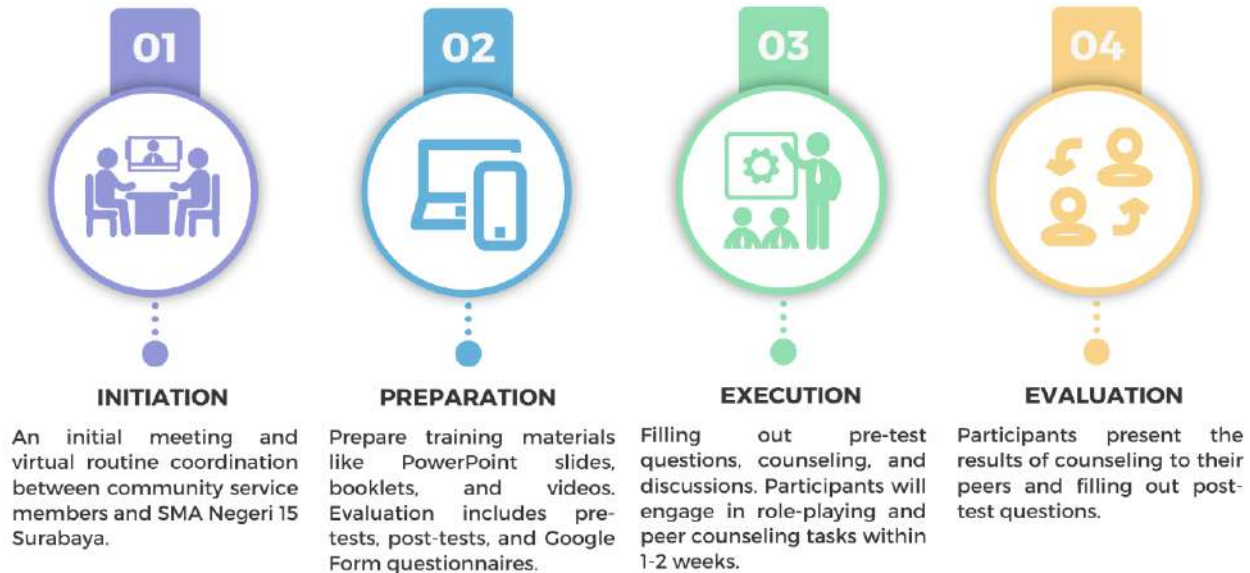 01
02
03
04
INITIATION
An initial meeting and
virtual routine coordination
between community service
members and SMA Negeri 15
Surabaya.
PREPARATION
Prepare training materials
like PowerPoint slides,
booklets, and videos.
Evaluation includes pre-
tests, post-tests, and Google
Form questionnaires.
EXECUTION
Filling out pre-test
questions, counseling, and
discussions. Participants will
engage in role-playing and
peer counseling tasks within
1-2 weeks.
EVALUATION
Participants present the
results of counseling to their
peers and filling out post-
test questions.